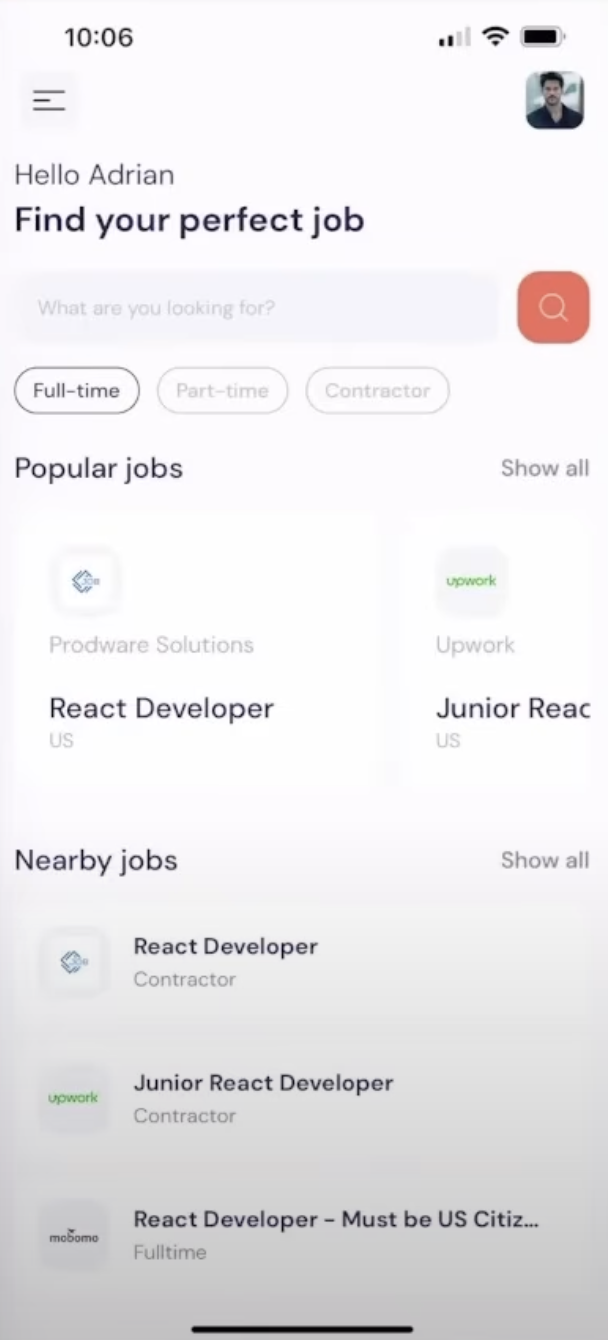 10:06
Hello Adrian
Find your perfect job
What are you looking for?
Full-time Part-time Contractor
Popular jobs Show all
upwork
Prodware Solutions Upwork
React Developer Junior Reac
US US
Nearby jobs Show all
React Developer
Contractor
upwork
Junior React Developer
Contractor
mobomo
React Developer - Must be US Citiz...
Fulltime